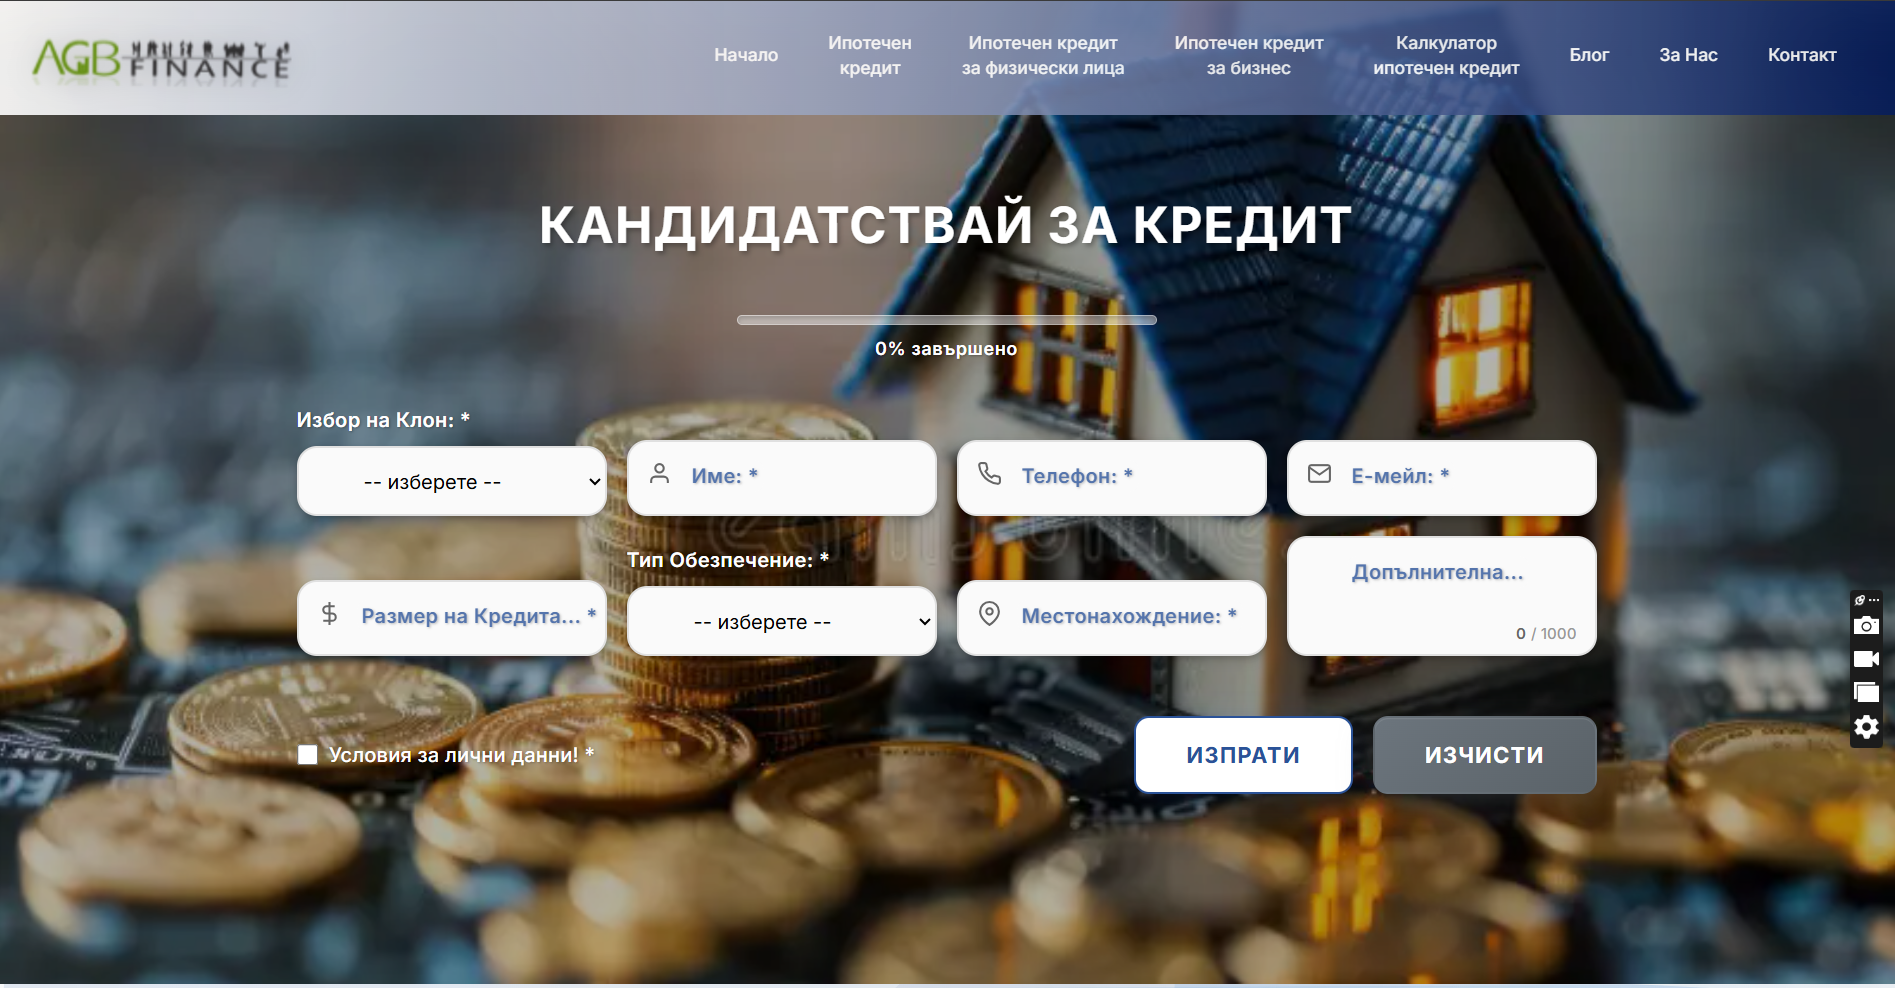 AGB
FINANCE
Начало
Ипотечен
кредит
Ипотечен кредит
за физически лица
Ипотечен кредит
за бизнес
Калкулатор
ипотечен кредит
Блог
За Нас
Контакт
КАНДИДАТСТВАЙ ЗА КРЕДИТ
0% завършено
Избор на Клон: *
-- изберете --
Име: *
Телефон: *
Е-мейл: *
Размер на Кредита... *
Тип Обезпечение: *
-- изберете --
Местонахождение: *
Допълнителна...
0 / 1000
Условия за лични данни! *
ИЗПРАТИ
ИЗЧИСТИ